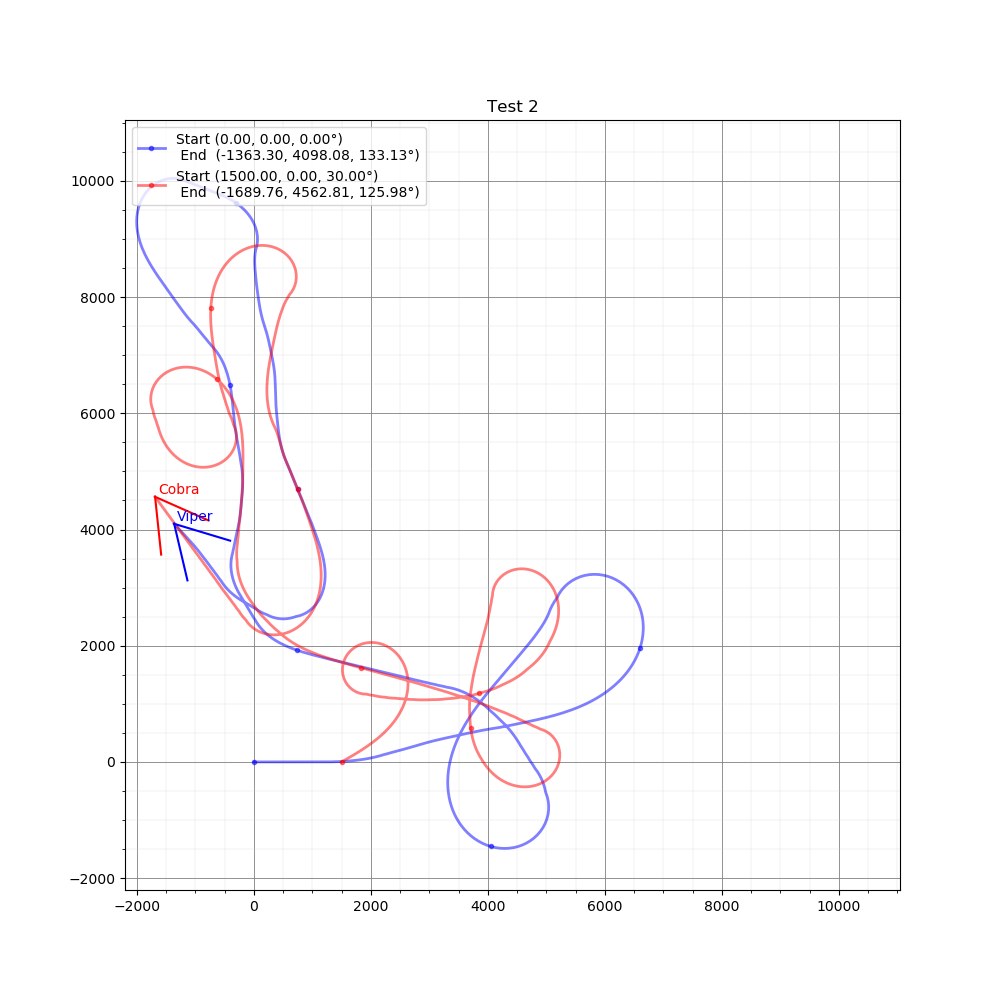 Test 2
Start (0.00, 0.00, 0.00°)
End  (-1363.30, 4098.08, 133.13°)
Start (1500.00, 0.00, 30.00°)
End  (-1689.76, 4562.81, 125.98°)
10000
8000
6000
4000
2000
0
−2000
Cobra
Viper
−2000 0 2000 4000 6000 8000 10000